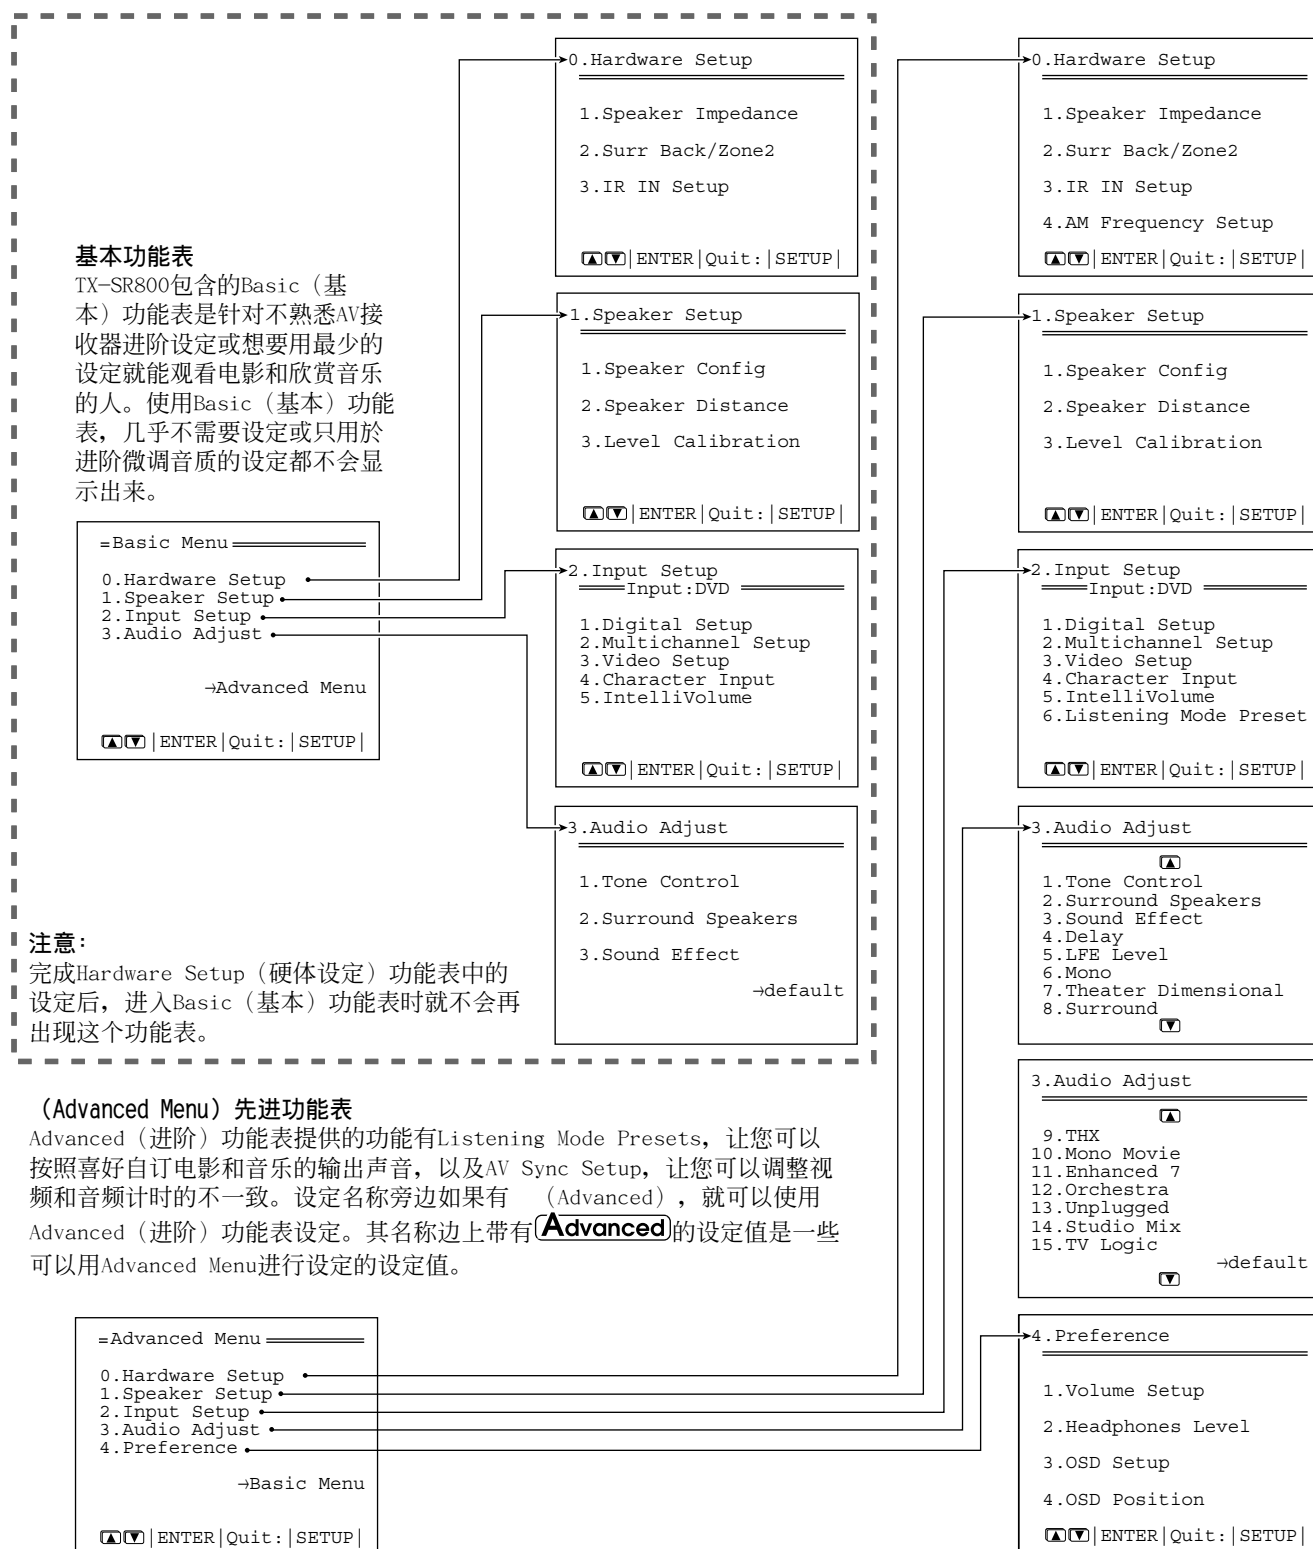 基本功能表
TX-SR800包含的Basic（基
本）功能表是针对不熟悉AV接
收器进阶设定或想要用最少的
设定就能观看电影和欣赏音乐
的人。使用Basic（基本）功能
表，几乎不需要设定或只用於
进阶微调音质的设定都不会显
示出来。
=Basic Menu
0.Hardware Setup
1.Speaker Setup
2.Input Setup
3.Audio Adjust
→Advanced Menu
▲▼|ENTER|Quit:|SETUP|
0.Hardware Setup
1.Speaker Impedance
2.Surr Back/Zone2
3.IR IN Setup
▲▼|ENTER|Quit:|SETUP|
1.Speaker Setup
1.Speaker Config
2.Speaker Distance
3.Level Calibration
▲▼|ENTER|Quit:|SETUP|
2.Input Setup
Input:DVD
1.Digital Setup
2.Multichannel Setup
3.Video Setup
4.Character Input
5.IntelliVolume
▲▼|ENTER|Quit:|SETUP|
3.Audio Adjust
1.Tone Control
2.Surround Speakers
3.Sound Effect
→default
注意：
完成Hardware Setup（硬体设定）功能表中的
设定后，进入Basic（基本）功能表时就不会再
出现这个功能表。
（Advanced Menu）先进功能表
Advanced（进阶）功能表提供的功能有Listening Mode Presets，让您可以
按照喜好自订电影和音乐的输出声音，以及AV Sync Setup，让您可以调整视
频和音频计时的不一致。设定名称旁边如果有 （Advanced），就可以使用
Advanced（进阶）功能表设定。其名称边上带有Advanced的设定值是一些
可以用Advanced Menu进行设定的设定值。
=Advanced Menu
0.Hardware Setup
1.Speaker Setup
2.Input Setup
3.Audio Adjust
4.Preference
→Basic Menu
▲▼|ENTER|Quit:|SETUP|
0.Hardware Setup
1.Speaker Impedance
2.Surr Back/Zone2
3.IR IN Setup
4.AM Frequency Setup
▲▼|ENTER|Quit:|SETUP|
1.Speaker Setup
1.Speaker Config
2.Speaker Distance
3.Level Calibration
▲▼|ENTER|Quit:|SETUP|
2.Input Setup
Input:DVD
1.Digital Setup
2.Multichannel Setup
3.Video Setup
4.Character Input
5.IntelliVolume
6.Listening Mode Preset
▲▼|ENTER|Quit:|SETUP|
3.Audio Adjust
▲
1.Tone Control
2.Surround Speakers
3.Sound Effect
4.Delay
5.LFE Level
6.Mono
7.Theater Dimensional
8.Surround
▼
3.Audio Adjust
▲
9.THX
10.Mono Movie
11.Enhanced 7
12.Orchestra
13.Unplugged
14.Studio Mix
15.TV Logic
→default
▼
4.Preference
1.Volume Setup
2.Headphones Level
3.OSD Setup
4.OSD Position
▲▼|ENTER|Quit:|SETUP|